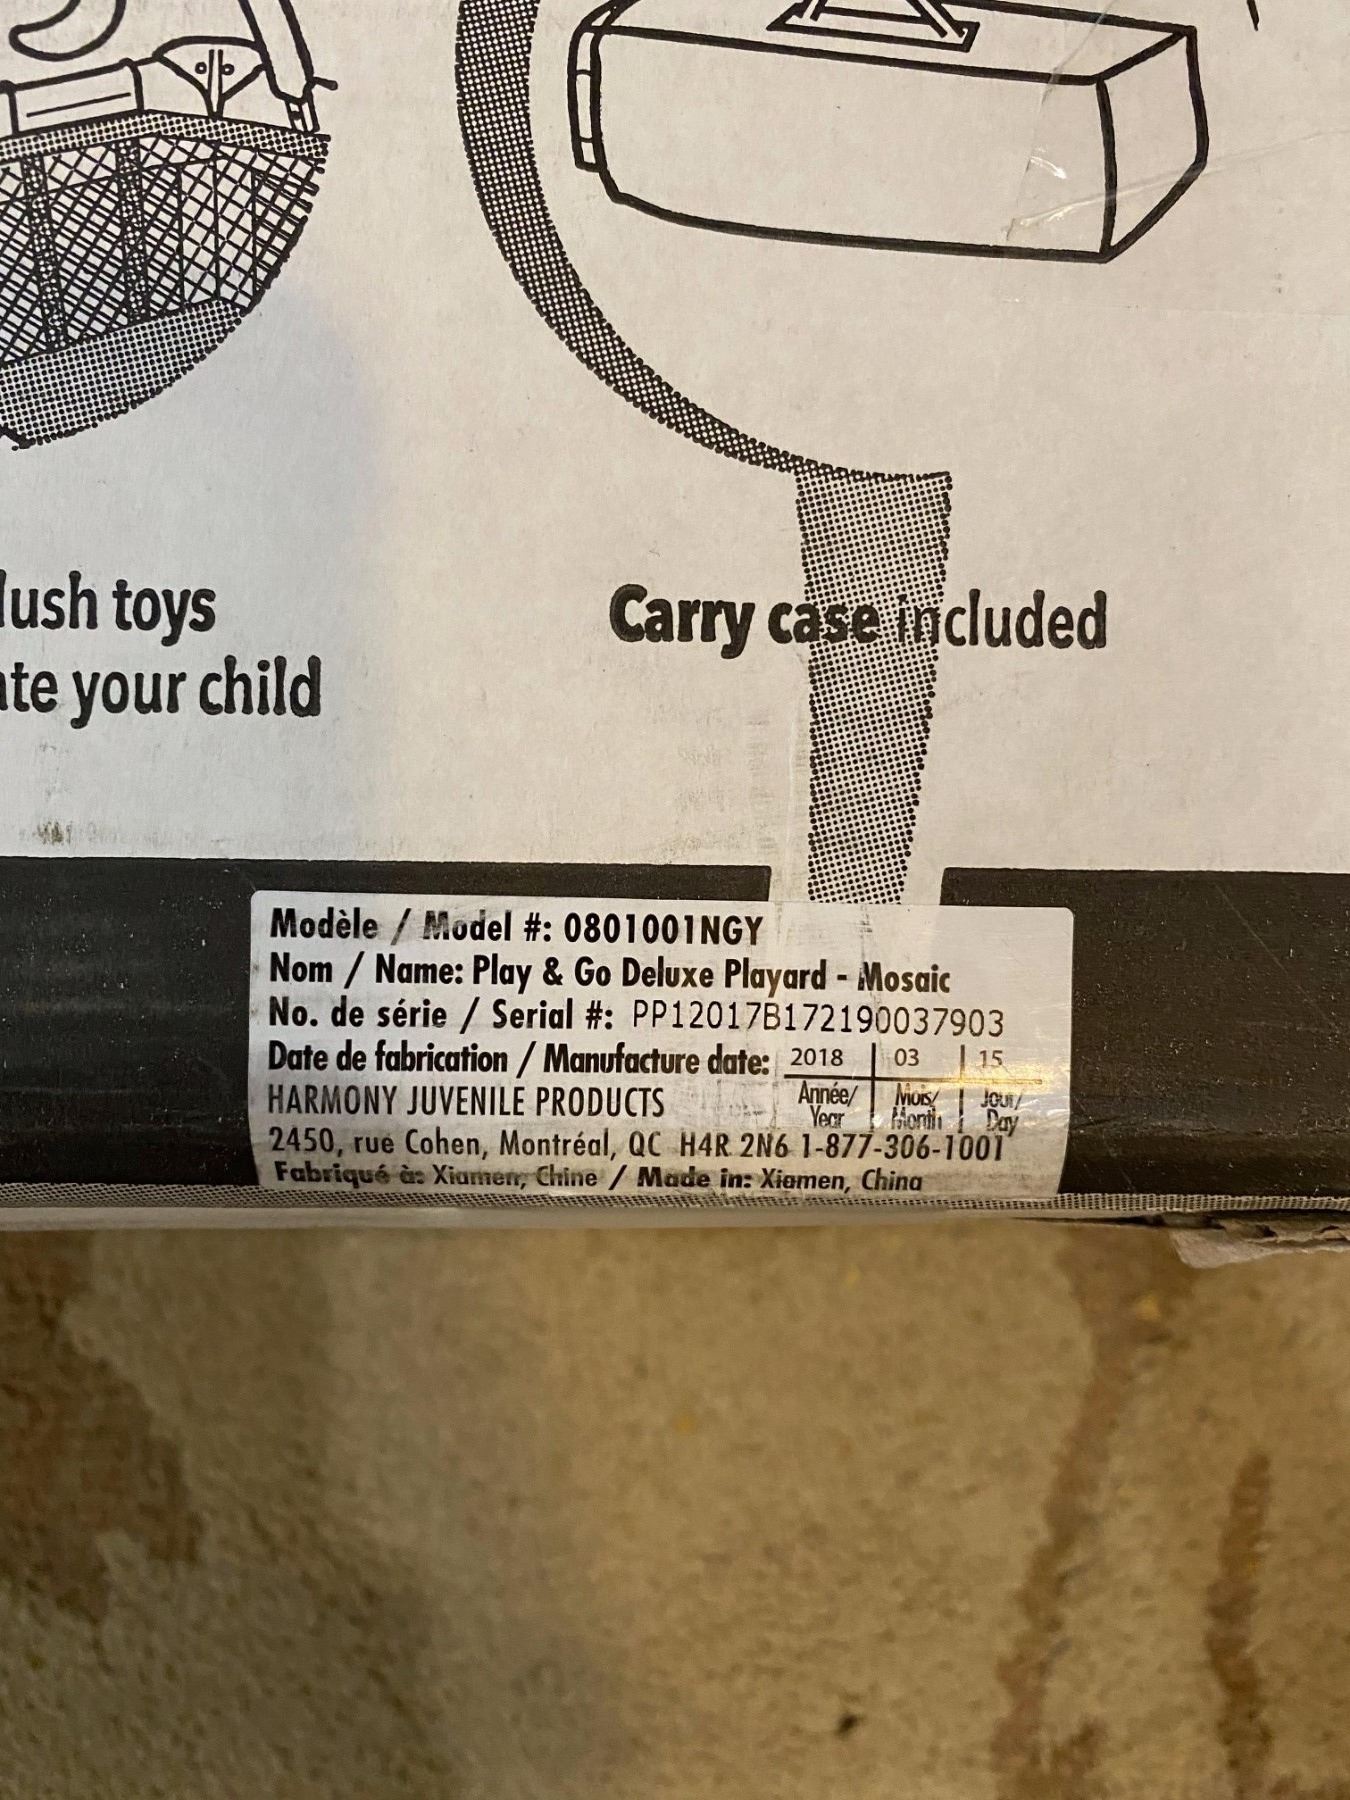 lush toys
ate your child
Carry case included
Modèle / Model #: 0801001NGY
Nom / Name: Play & Go Deluxe Playard - Mosaic
No. de série / Serial #: PP12017B172190037903
Date de fabrication / Manufacture date: 2018 | 03 | 15
HARMONY JUVENILE PRODUCTS Année/ Mois/ Jour/
Year Month Day
2450, rue Cohen, Montréal, QC H4R 2N6 1-877-306-1001
Fabriqué à: Xiamen, Chine / Made in: Xiamen, China